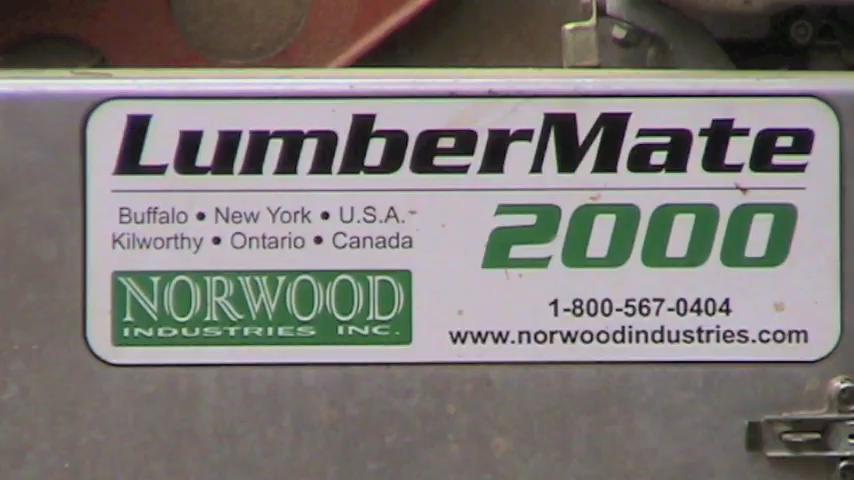 LumberMate
2000
Buffalo • New York • U.S.A.
Kilworthy • Ontario • Canada
NORWOOD
INDUSTRIES INC.
1-800-567-0404
www.norwoodindustries.com